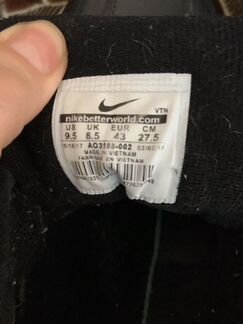 VTN
nikebetterworld.com
US UK EUR CM
9.5 8.5 43 27.5
AO3108-002
MADE IN VIETNAM
FABRIQUE EN VIETNAM